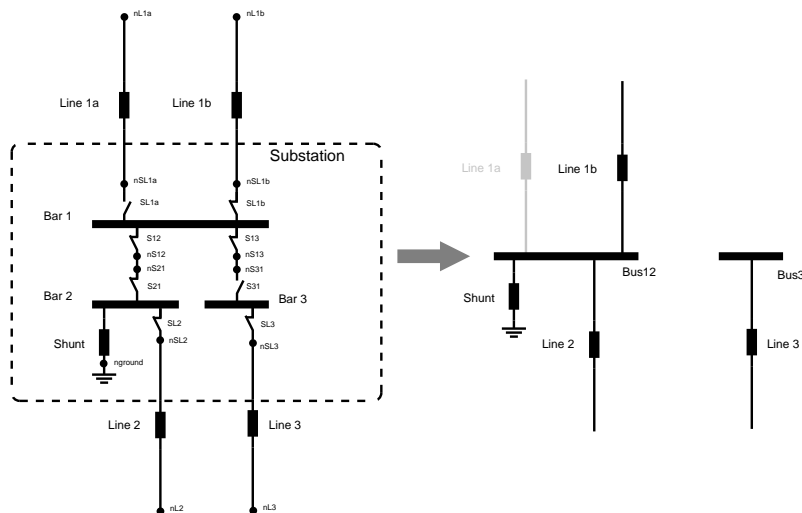 nL1a
nL1b
Line 1a
Line 1b
Substation
nSL1a
nSL1b
SL1a
SL1b
Bar 1
S12
S13
nS12
nS13
nS21
nS31
S21
S31
Bar 2
Bar 3
SL2
SL3
Shunt
nSL2
nSL3
nground
Line 2
Line 3
nL2
nL3
Line 1a
Line 1b
Bus12
Bus3
Shunt
Line 2
Line 3